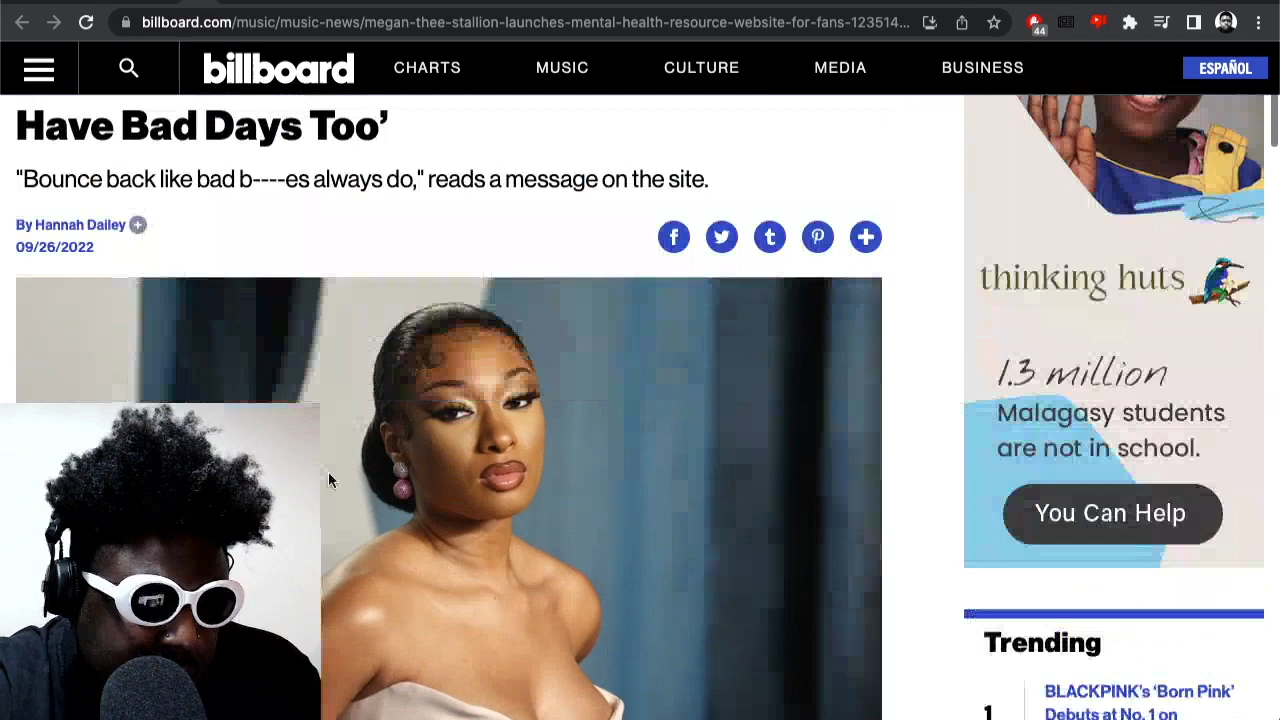 billboard.com/music/music-news/megan-thee-stallion-launches-mental-health-resource-website-for-fans-123514...
44
billboard
CHARTS
MUSIC
CULTURE
MEDIA
BUSINESS
ESPAÑOL
Have Bad Days Too’
"Bounce back like bad b----es always do," reads a message on the site.
By Hannah Dailey
09/26/2022
thinking huts
1.3 million
Malagasy students
are not in school.
You Can Help
Trending
1
BLACKPINK’s ‘Born Pink’
Debuts at No. 1 on